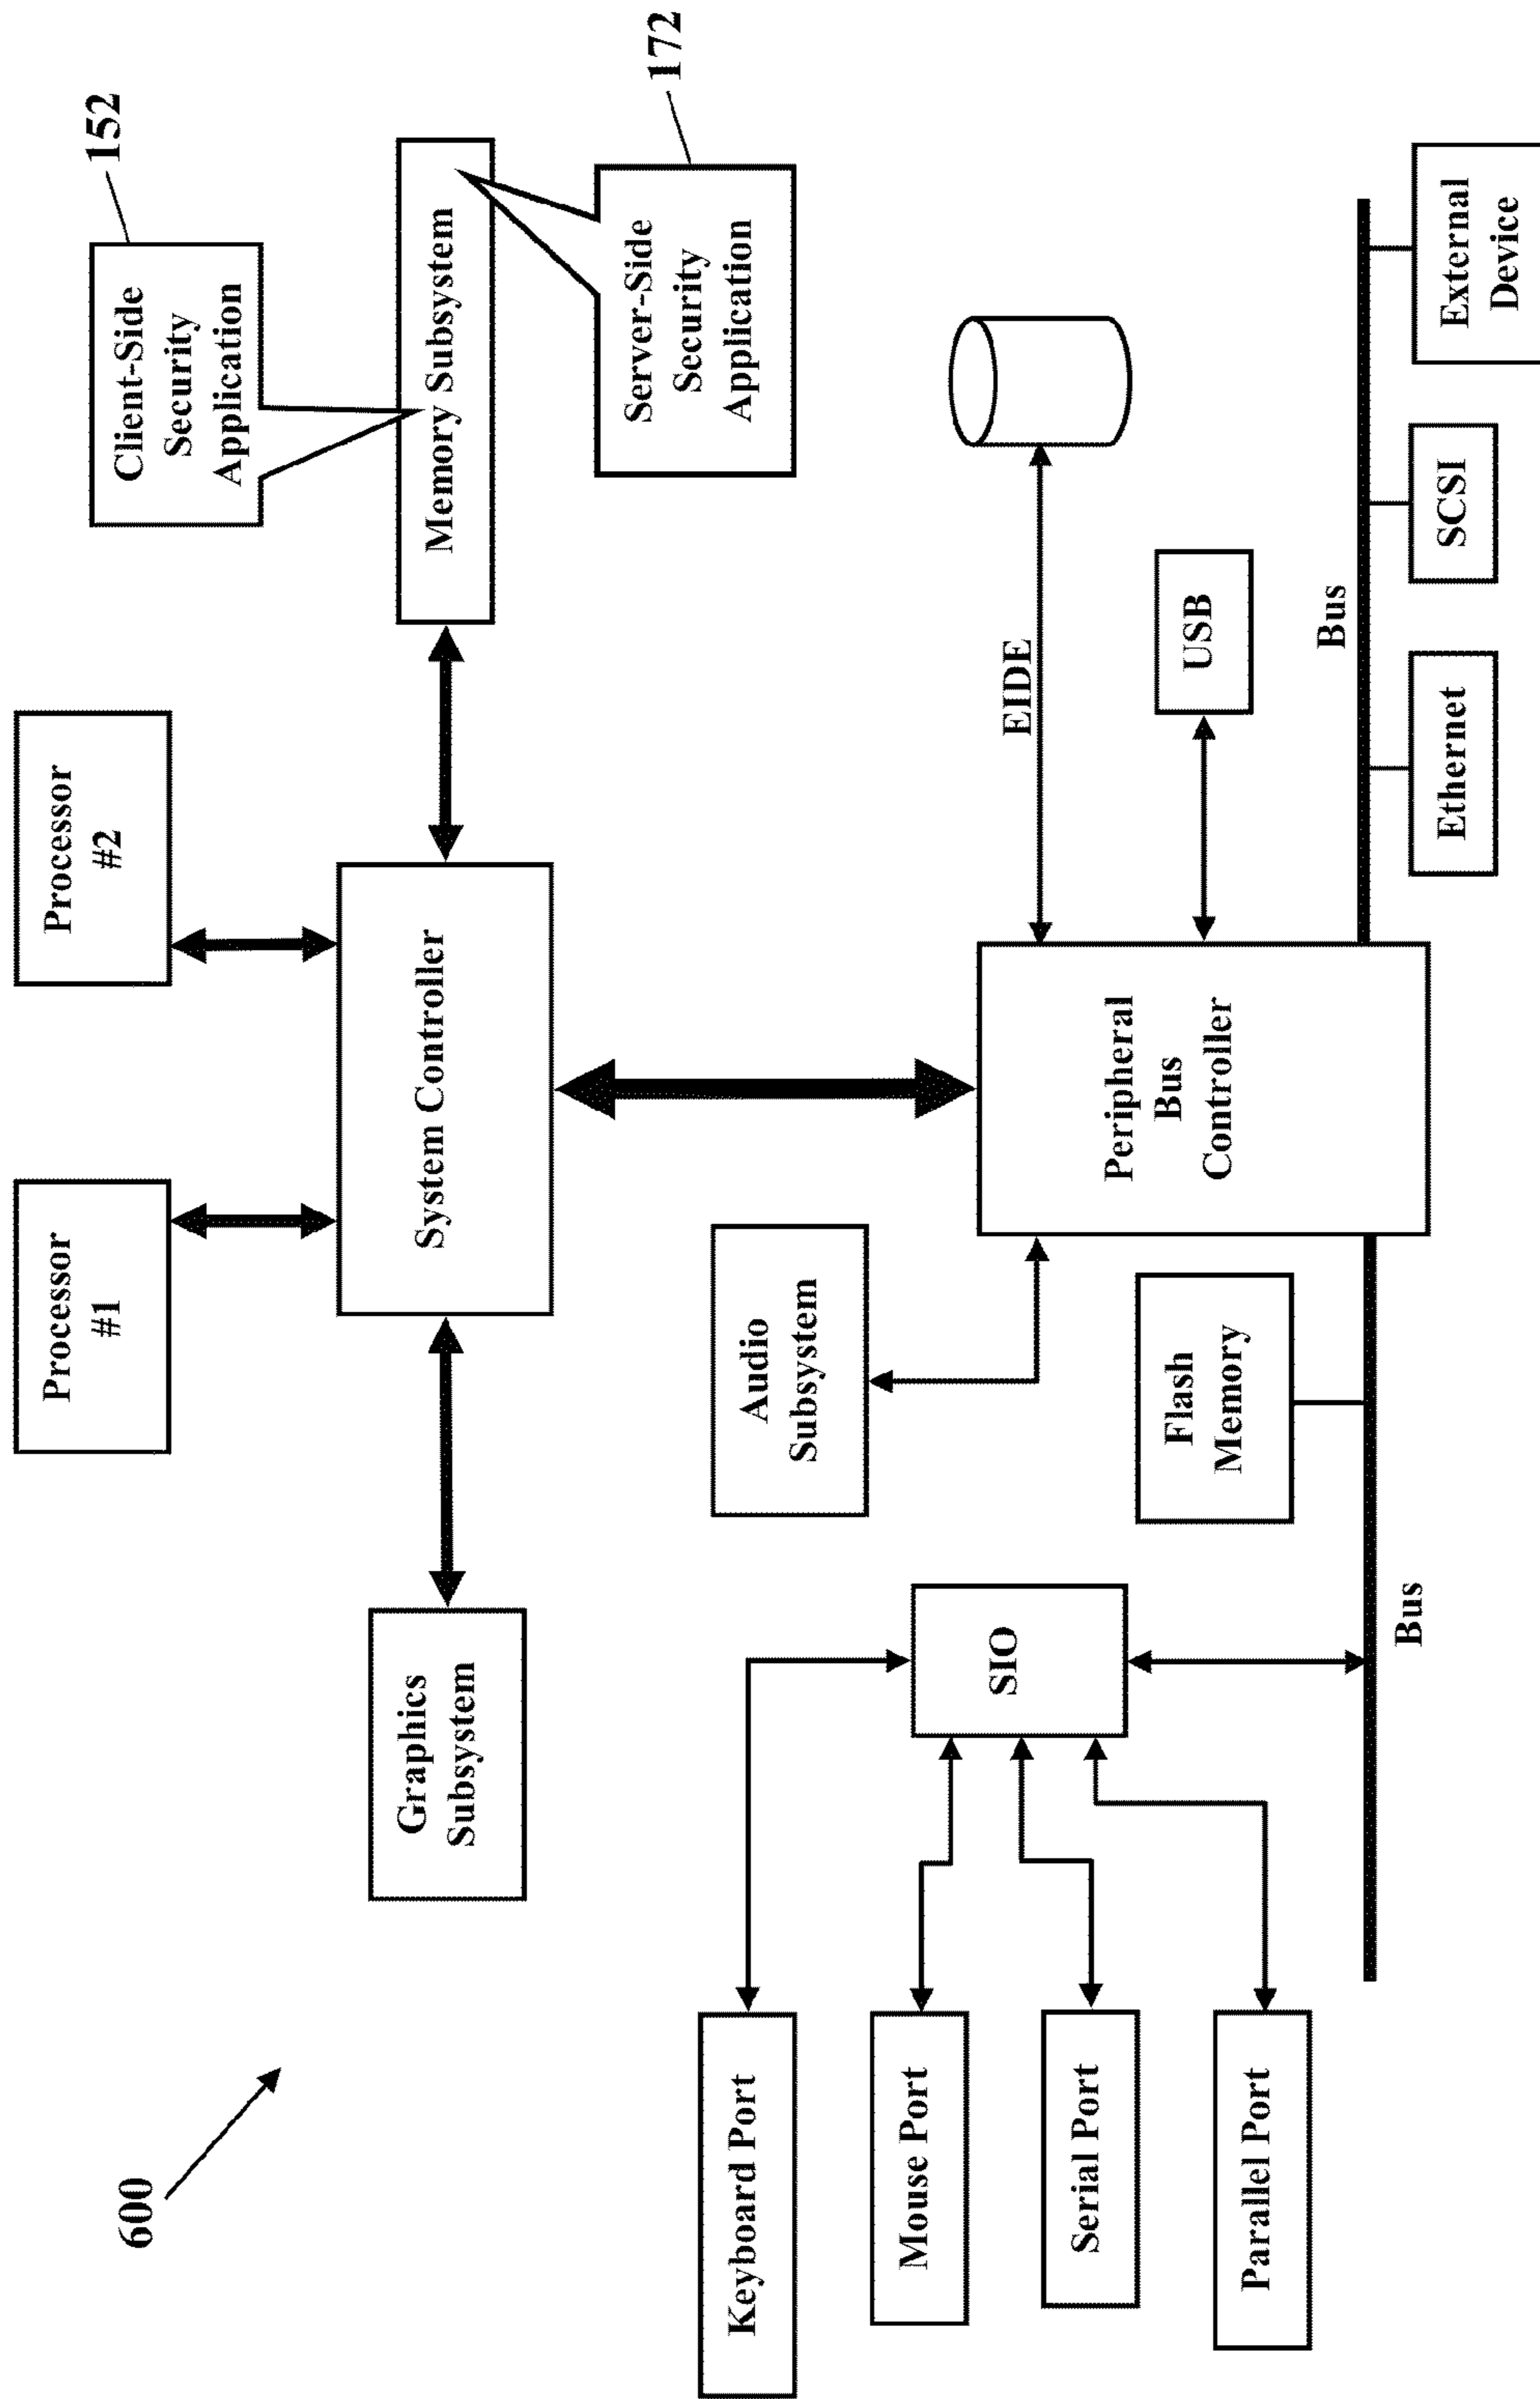 600
Processor
#1
Processor
#2
152
Client-Side
Security
Application
Graphics
Subsystem
System Controller
Memory Subsystem
172
Server-Side
Security
Application
Keyboard Port
Mouse Port
Serial Port
Parallel Port
SIO
Audio
Subsystem
Flash
Memory
Bus
Peripheral
Bus
Controller
EIDE
USB
Bus
Ethernet
SCSI
External
Device